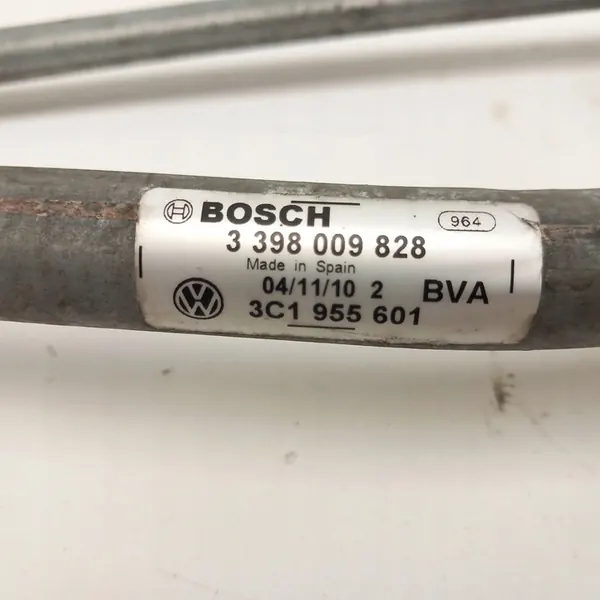 BOSCH 964
3 398 009 828
Made in Spain
04/11/10 2 BVA
3C1 955 601